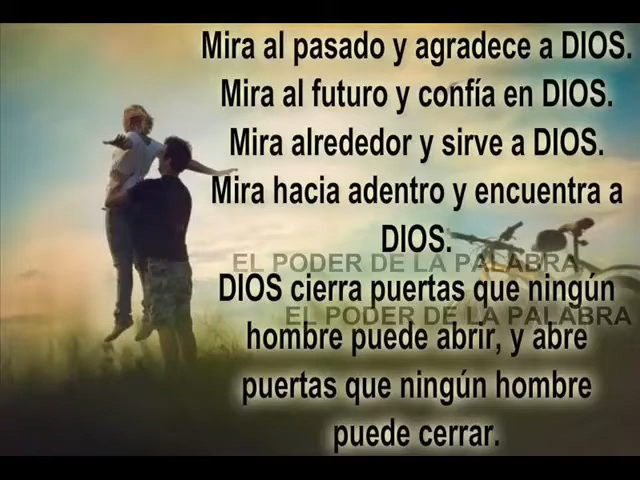 Mira al pasado y agradece a DIOS.
Mira al futuro y confía en DIOS.
Mira alrededor y sirve a DIOS.
Mira hacia adentro y encuentra a
DIOS.
EL PODER DE LA PALABRA
DIOS cierra puertas que ningún
EL PODER DE LA PALABRA
hombre puede abrir, y abre
puertas que ningún hombre
puede cerrar.